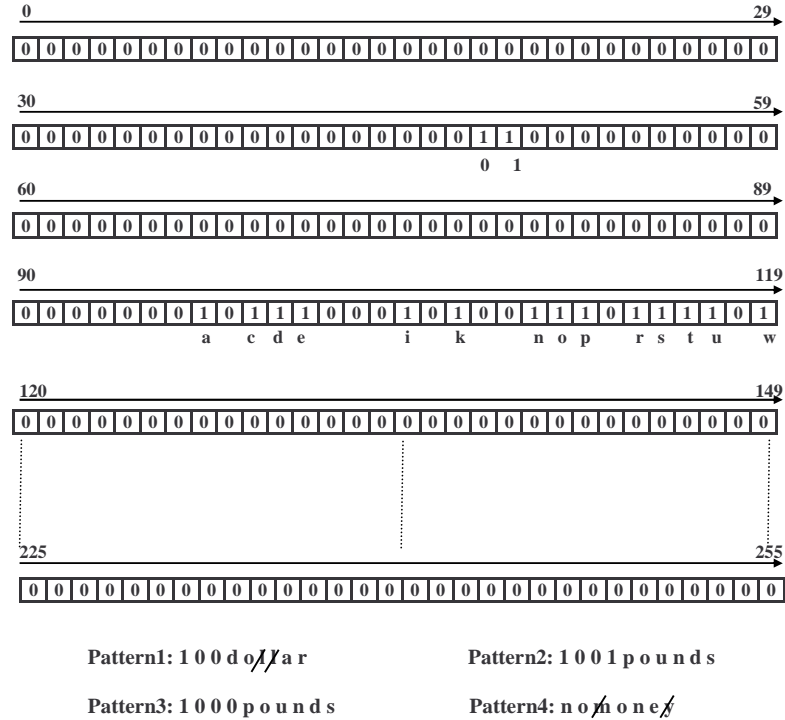 0 29
0 0 0 0 0 0 0 0 0 0 0 0 0 0 0 0 0 0 0 0 0 0 0 0 0 0 0 0 0 0
30 59
0 0 0 0 0 0 0 0 0 0 0 0 0 0 0 0 0 0 1 1 0 0 0 0 0 0 0 0 0 0
0 1
60 89
0 0 0 0 0 0 0 0 0 0 0 0 0 0 0 0 0 0 0 0 0 0 0 0 0 0 0 0 0 0
90 119
0 0 0 0 0 0 0 1 0 1 1 1 0 0 0 1 0 1 0 0 1 1 1 0 1 1 1 1 0 1
a c d e i k n o p r s t u w
120 149
0 0 0 0 0 0 0 0 0 0 0 0 0 0 0 0 0 0 0 0 0 0 0 0 0 0 0 0 0 0
225 255
0 0 0 0 0 0 0 0 0 0 0 0 0 0 0 0 0 0 0 0 0 0 0 0 0 0 0 0 0 0
Pattern1: 1 0 0 d o l l a r Pattern2: 1 0 0 1 p o u n d s
Pattern3: 1 0 0 0 p o u n d s Pattern4: n o m o n e y